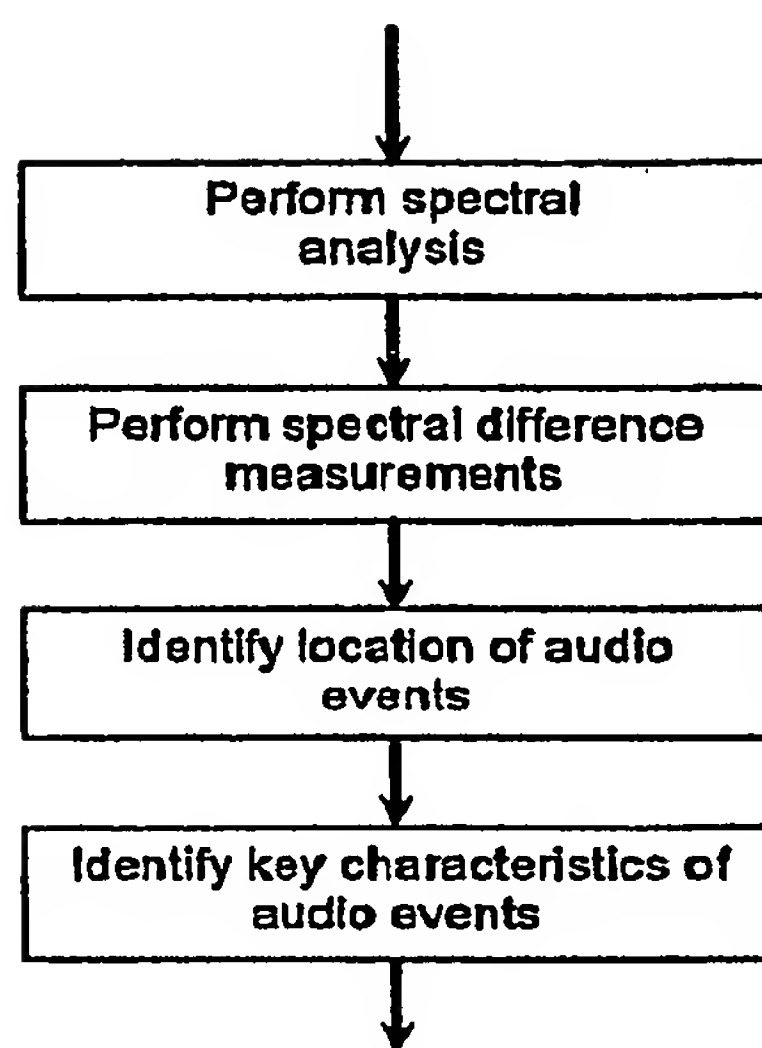 Perform spectral
analysis
Perform spectral difference
measurements
Identify location of audio
events
Identify key characteristics of
audio events